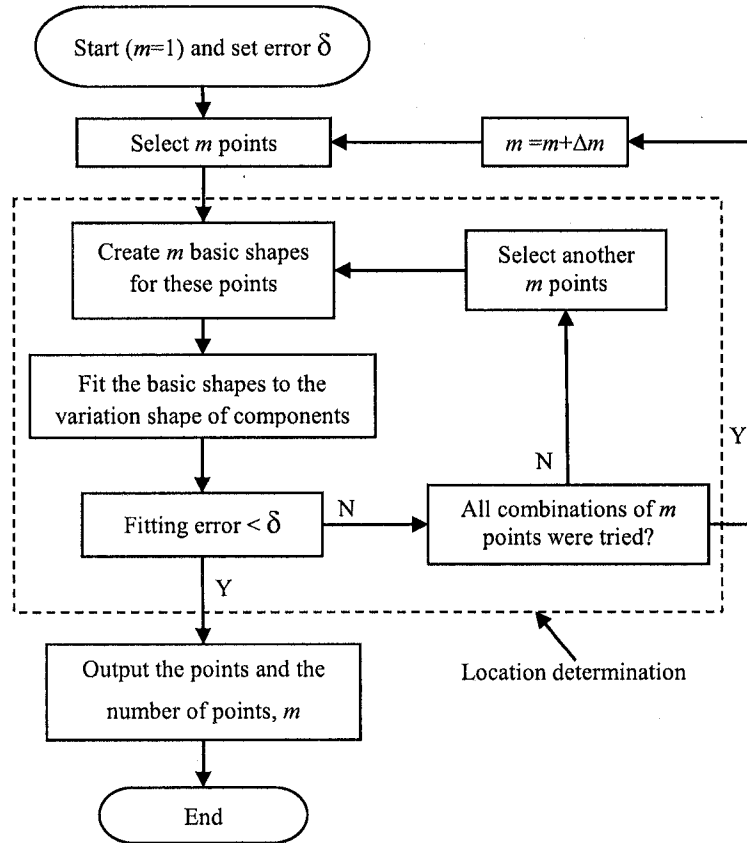 Start (m=1) and set error δ
Select m points
m =m+Δm
Create m basic shapes
for these points
Select another
m points
Fit the basic shapes to the
variation shape of components
Y
N
Fitting error < δ
N
All combinations of m
points were tried?
Y
Output the points and the
number of points, m
Location determination
End